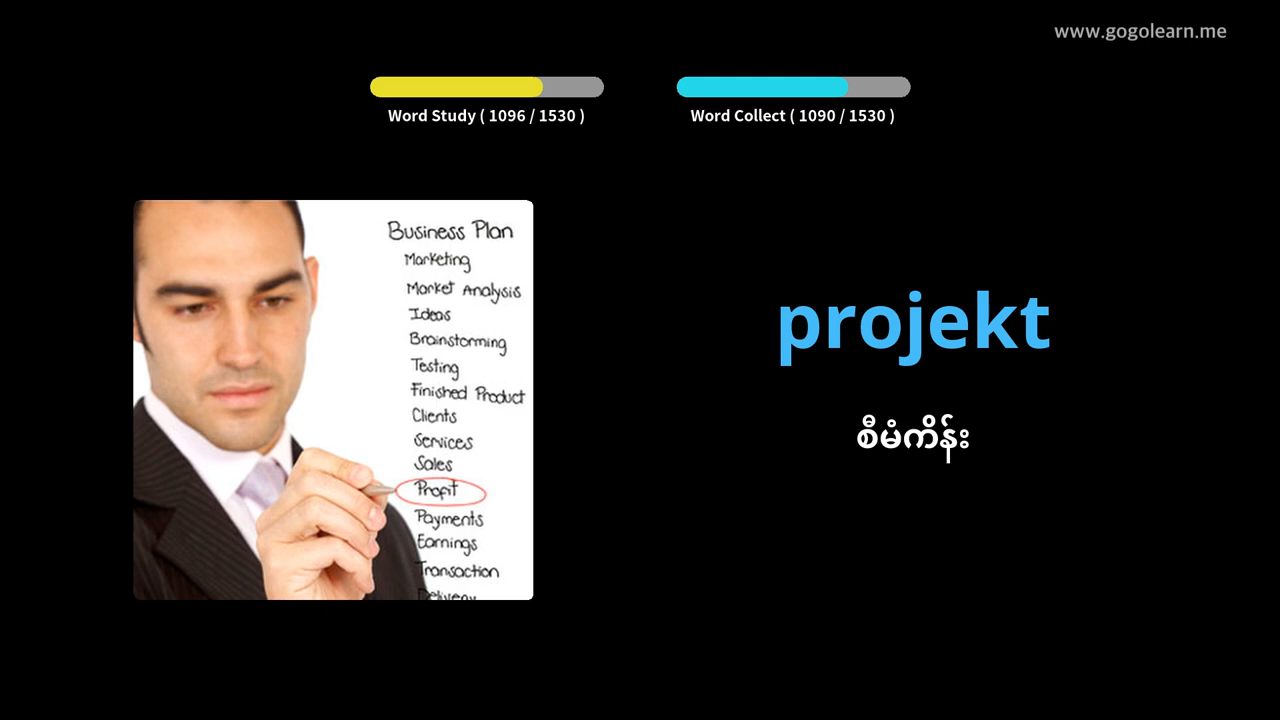 www.gogolearn.me
Word Study ( 1096 / 1530 )
Word Collect ( 1090 / 1530 )
Business Plan
Marketing
Market Analysis
Ideas
Brainstorming
Testing
Finished Product
Clients
Services
Sales
Profit
Payments
Earnings
Transaction
Delivery
projekt
စီမံကိန်း